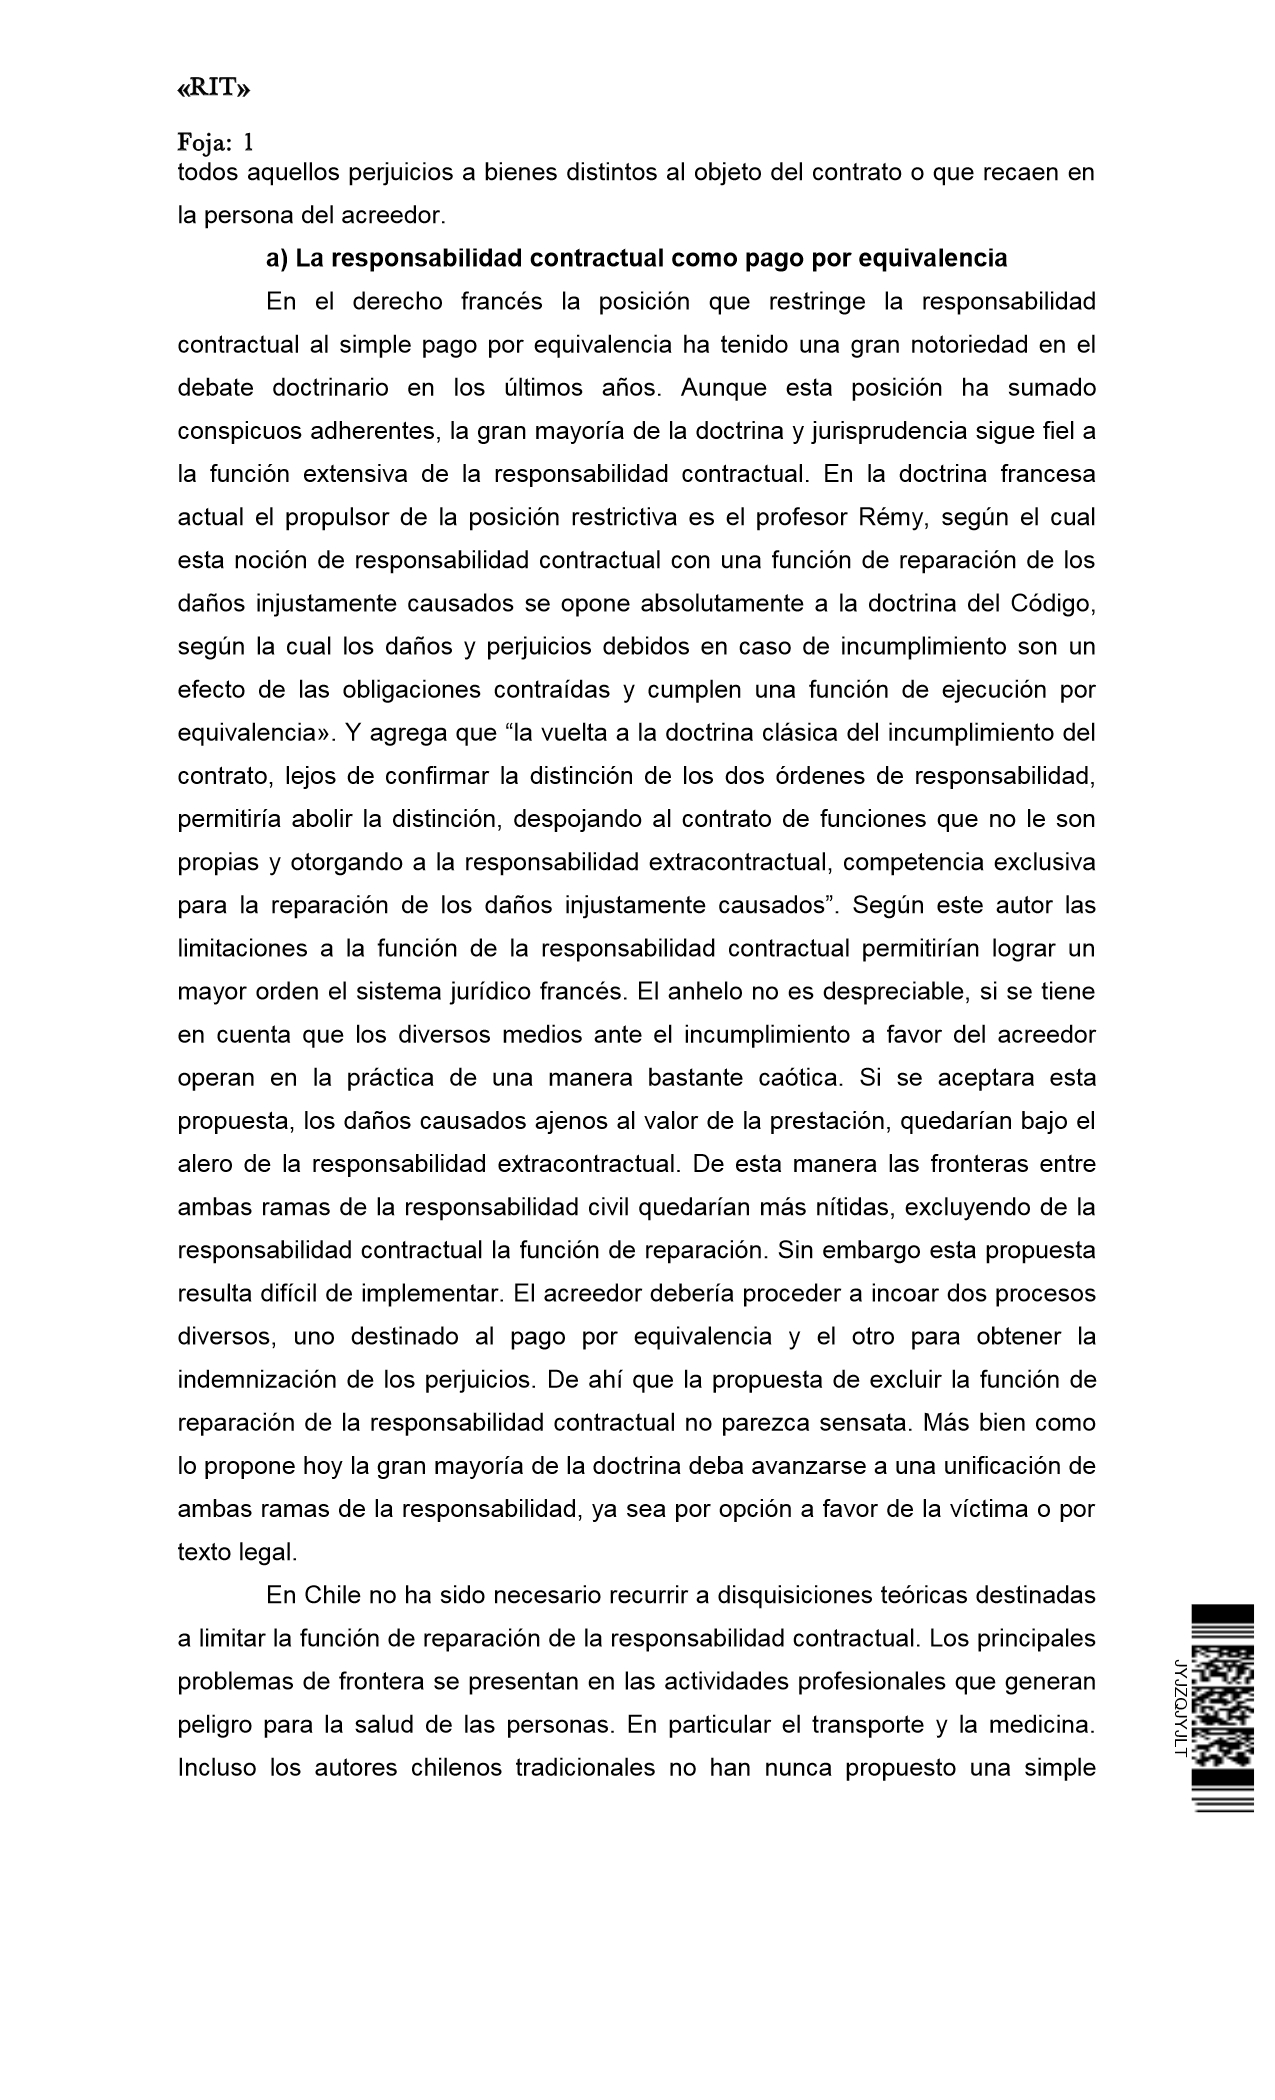 «RIT»
Foja: 1
todos aquellos perjuicios a bienes distintos al objeto del contrato o que recaen en
la persona del acreedor.
a) La responsabilidad contractual como pago por equivalencia
En el derecho francés la posición que restringe la responsabilidad
contractual al simple pago por equivalencia ha tenido una gran notoriedad en el
debate doctrinario en los últimos años. Aunque esta posición ha sumado
conspicuos adherentes, la gran mayoría de la doctrina y jurisprudencia sigue fiel a
la función extensiva de la responsabilidad contractual. En la doctrina francesa
actual el propulsor de la posición restrictiva es el profesor Rémy, según el cual
esta noción de responsabilidad contractual con una función de reparación de los
daños injustamente causados se opone absolutamente a la doctrina del Código,
según la cual los daños y perjuicios debidos en caso de incumplimiento son un
efecto de las obligaciones contraídas y cumplen una función de ejecución por
equivalencia». Y agrega que “la vuelta a la doctrina clásica del incumplimiento del
contrato, lejos de confirmar la distinción de los dos órdenes de responsabilidad,
permitiría abolir la distinción, despojando al contrato de funciones que no le son
propias y otorgando a la responsabilidad extracontractual, competencia exclusiva
para la reparación de los daños injustamente causados”. Según este autor las
limitaciones a la función de la responsabilidad contractual permitirían lograr un
mayor orden el sistema jurídico francés. El anhelo no es despreciable, si se tiene
en cuenta que los diversos medios ante el incumplimiento a favor del acreedor
operan en la práctica de una manera bastante caótica. Si se aceptara esta
propuesta, los daños causados ajenos al valor de la prestación, quedarían bajo el
alero de la responsabilidad extracontractual. De esta manera las fronteras entre
ambas ramas de la responsabilidad civil quedarían más nítidas, excluyendo de la
responsabilidad contractual la función de reparación. Sin embargo esta propuesta
resulta difícil de implementar. El acreedor debería proceder a incoar dos procesos
diversos, uno destinado al pago por equivalencia y el otro para obtener la
indemnización de los perjuicios. De ahí que la propuesta de excluir la función de
reparación de la responsabilidad contractual no parezca sensata. Más bien como
lo propone hoy la gran mayoría de la doctrina deba avanzarse a una unificación de
ambas ramas de la responsabilidad, ya sea por opción a favor de la víctima o por
texto legal.
En Chile no ha sido necesario recurrir a disquisiciones teóricas destinadas
a limitar la función de reparación de la responsabilidad contractual. Los principales
problemas de frontera se presentan en las actividades profesionales que generan
peligro para la salud de las personas. En particular el transporte y la medicina.
Incluso los autores chilenos tradicionales no han nunca propuesto una simple
JYJZQJYJLT